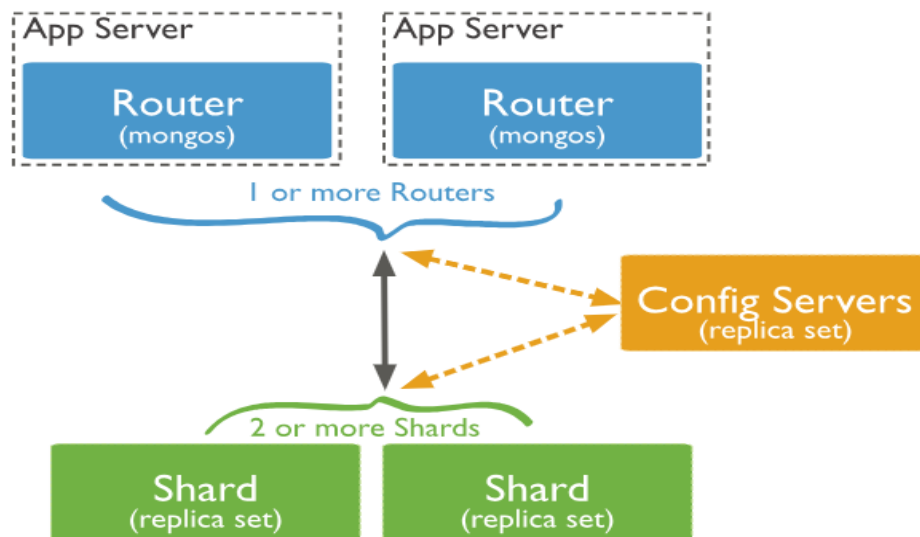 App Server
App Server
Router
(mongos)
Router
(mongos)
1 or more Routers
Config Servers
(replica set)
2 or more Shards
Shard
(replica set)
Shard
(replica set)